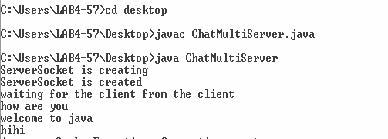 C:\Users\LAB4-57>cd desktop
C:\Users\LAB4-57\Desktop>javac ChatMultiServer.java
C:\Users\LAB4-57\Desktop>java ChatMultiServer
ServerSocket is creating
ServerSocket is created
waiting for the client from the client
how are you
welcome to java
hihi